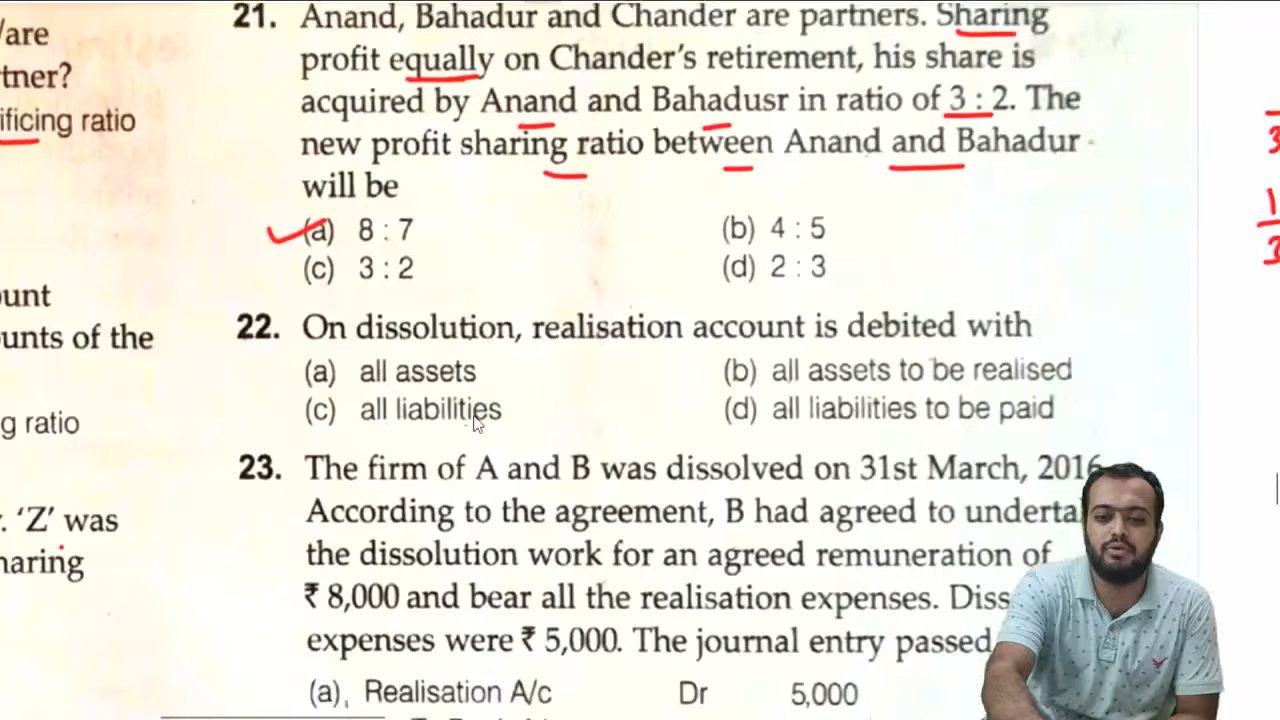 /are
tner?
ificing ratio
ount
ounts of the
g ratio
. 'Z' was
haring
21. Anand, Bahadur and Chander are partners. Sharing
profit equally on Chander's retirement, his share is
acquired by Anand and Bahadusr in ratio of 3 : 2. The
new profit sharing ratio between Anand and Bahadur
will be
(a) 8 : 7 (b) 4 : 5
(c) 3 : 2 (d) 2 : 3
22. On dissolution, realisation account is debited with
(a) all assets (b) all assets to be realised
(c) all liabilities (d) all liabilities to be paid
23. The firm of A and B was dissolved on 31st March, 2016
According to the agreement, B had agreed to underta
the dissolution work for an agreed remuneration of
₹ 8,000 and bear all the realisation expenses. Diss
expenses were ₹ 5,000. The journal entry passed
(a) Realisation A/c Dr 5,000
3
1
3